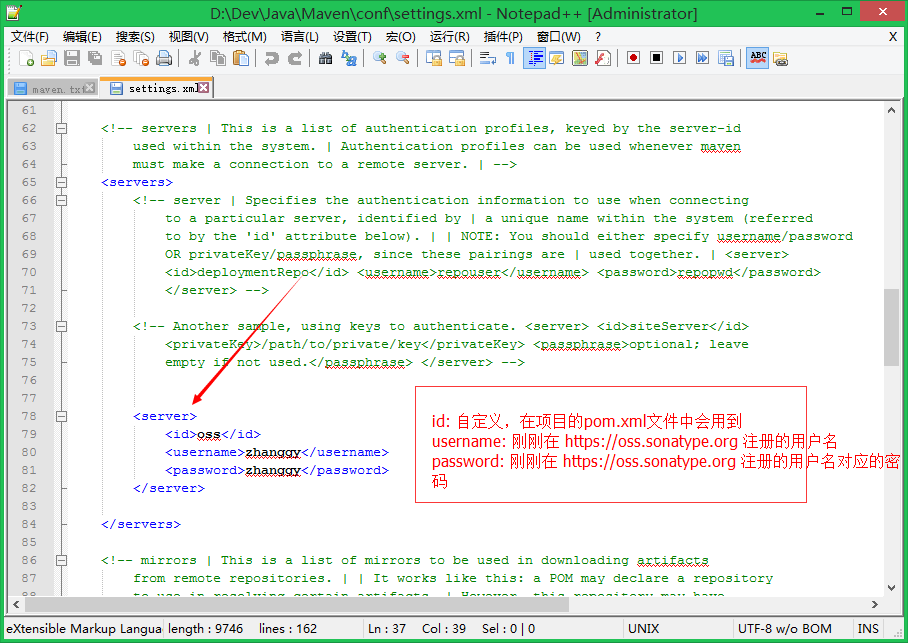 D:\Dev\Java\Maven\conf\settings.xml - Notepad++ [Administrator]
文件(F) 编辑(E) 搜索(S) 视图(V) 格式(M) 语言(L) 设置(T) 宏(O) 运行(R) 插件(P) 窗口(W) ? X
maven.txt settings.xml
61
62 <!-- servers | This is a list of authentication profiles, keyed by the server-id
63 used within the system. | Authentication profiles can be used whenever maven
64 must make a connection to a remote server. | -->
65 <servers>
66 <!-- server | Specifies the authentication information to use when connecting
67 to a particular server, identified by | a unique name within the system (referred
68 to by the 'id' attribute below). | | NOTE: You should either specify username/password
69 OR privateKey/passphrase, since these pairings are | used together. | <server>
70 <id>deploymentRepo</id> <username>repouser</username> <password>repopwd</password>
71 </server> -->
72
73 <!-- Another sample, using keys to authenticate. <server> <id>siteServer</id>
74 <privateKey>/path/to/private/key</privateKey> <passphrase>optional; leave
75 empty if not used.</passphrase> </server> -->
76
77
78 <server>
79 <id>oss</id>
80 <username>zhanggy</username>
81 <password>zhanggy</password>
82 </server>
83
84 </servers>
85
86 <!-- mirrors | This is a list of mirrors to be used in downloading artifacts
87 from remote repositories. | | It works like this: a POM may declare a repository
88 to use in resolving certain artifacts. | However, this repository may have
id: 自定义，在项目的pom.xml文件中会用到
username: 刚刚在 https://oss.sonatype.org 注册的用户名
password: 刚刚在 https://oss.sonatype.org 注册的用户名对应的密
码
eXtensible Markup Langua length : 9746 lines : 162 Ln : 37 Col : 39 Sel : 0 | 0 UNIX UTF-8 w/o BOM INS